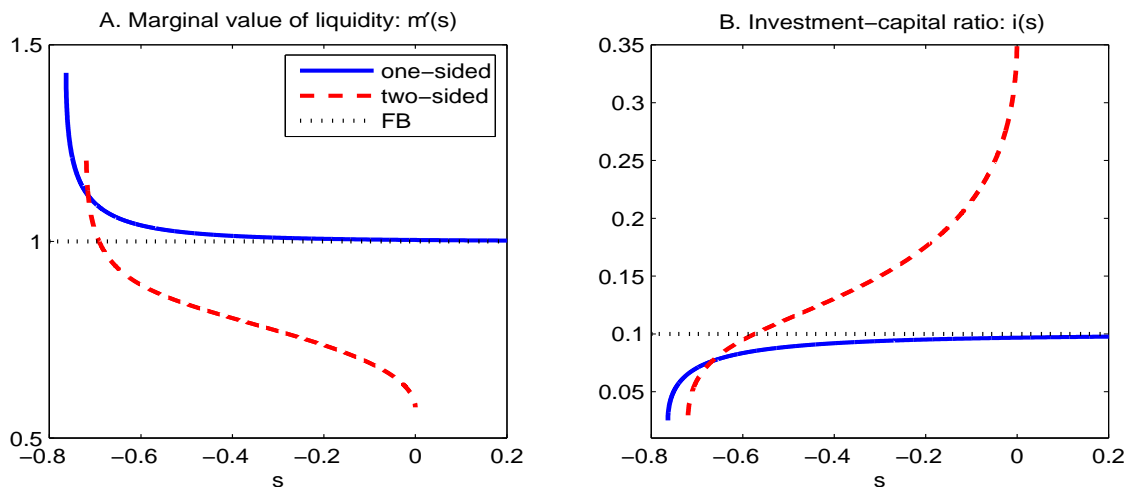 A. Marginal value of liquidity: m′(s)
1.5
1
0.5
−0.8 −0.6 −0.4 −0.2 0 0.2
s
one−sided
two−sided
FB
B. Investment−capital ratio: i(s)
0.35
0.3
0.25
0.2
0.15
0.1
0.05
−0.8 −0.6 −0.4 −0.2 0 0.2
s